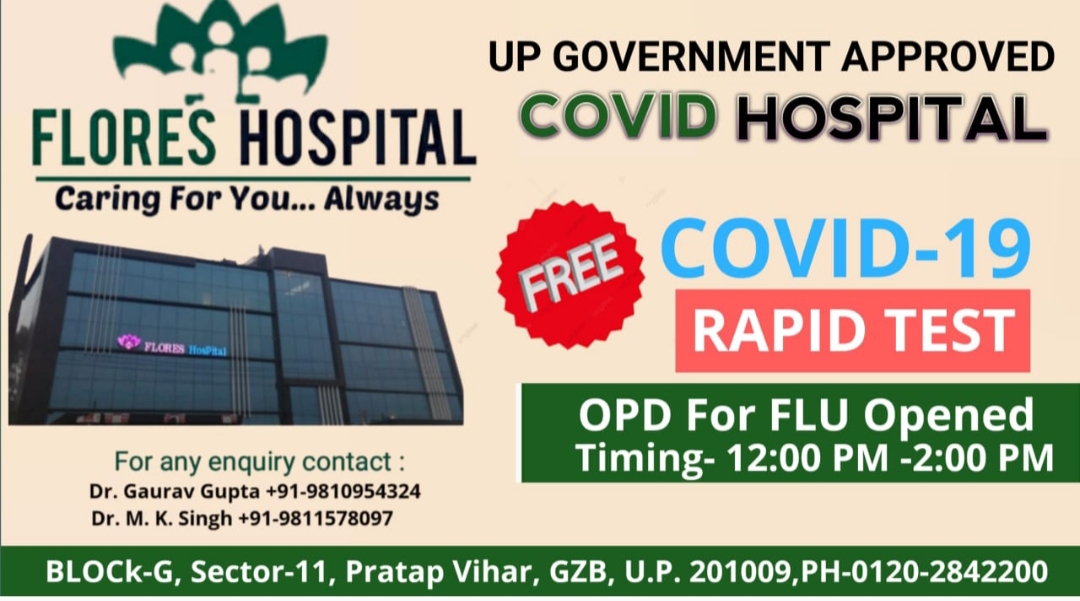 FLORES HOSPITAL
Caring For You... Always
FLORES HosPital
For any enquiry contact :
Dr. Gaurav Gupta +91-9810954324
Dr. M. K. Singh +91-9811578097
UP GOVERNMENT APPROVED
COVID HOSPITAL
FREE
COVID-19
RAPID TEST
OPD For FLU Opened
Timing- 12:00 PM -2:00 PM
BLOCk-G, Sector-11, Pratap Vihar, GZB, U.P. 201009,PH-0120-2842200